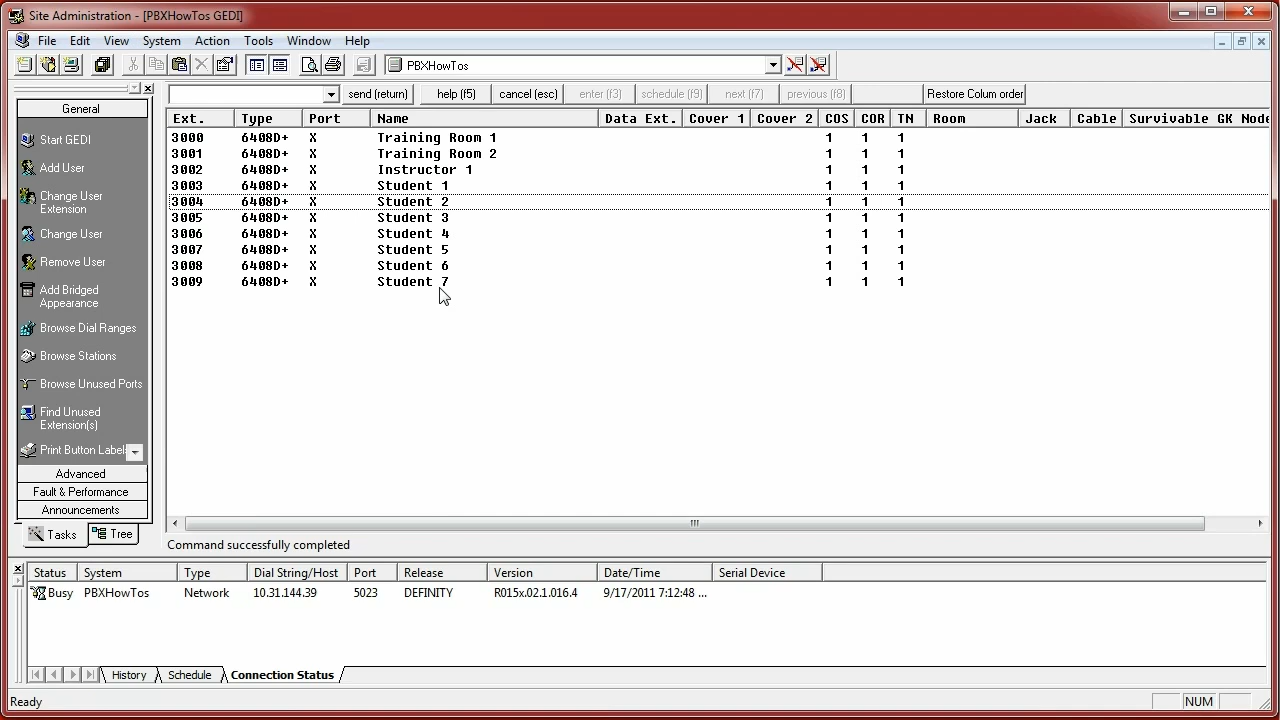 Site Administration - [PBXHowTos GEDI]
File Edit View System Action Tools Window Help
PBXHowTos
send (return) help (f5) cancel (esc) enter (f3) schedule (f9) next (f7) previous (f8) Restore Colum order
General
Start GEDI
Add User
Change User
Extension
Change User
Remove User
Add Bridged
Appearance
Browse Dial Ranges
Browse Stations
Browse Unused Ports
Find Unused
Extension(s)
Print Button Labels
Advanced
Fault & Performance
Announcements
Tasks Tree
Ext. Type Port Name Data Ext. Cover 1 Cover 2 COS COR TN Room Jack Cable Survivable GK Node
3000 6408D+ X Training Room 1 1 1 1
3001 6408D+ X Training Room 2 1 1 1
3002 6408D+ X Instructor 1 1 1 1
3003 6408D+ X Student 1 1 1 1
3004 6408D+ X Student 2 1 1 1
3005 6408D+ X Student 3 1 1 1
3006 6408D+ X Student 4 1 1 1
3007 6408D+ X Student 5 1 1 1
3008 6408D+ X Student 6 1 1 1
3009 6408D+ X Student 7 1 1 1
Command successfully completed
Status System Type Dial String/Host Port Release Version Date/Time Serial Device
Busy PBXHowTos Network 10.31.144.39 5023 DEFINITY R015x.02.1.016.4 9/17/2011 7:12:48 ...
History Schedule Connection Status
Ready NUM